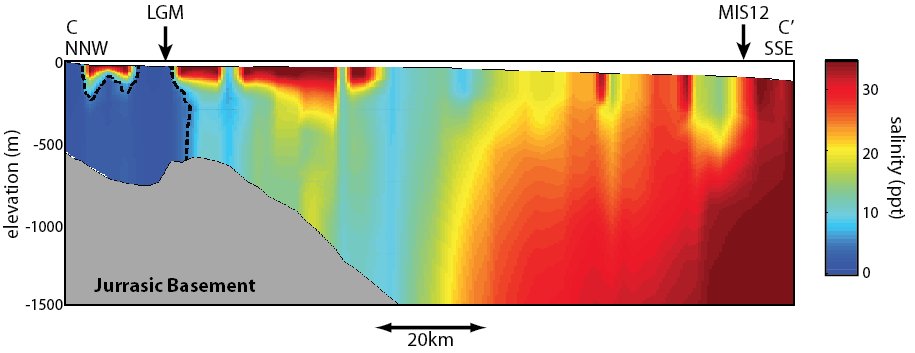 C
NNW
LGM
MIS12
C'
SSE
0
-500
-1000
-1500
elevation (m)
Jurrasic Basement
20km
30
20
10
0
salinity (ppt)